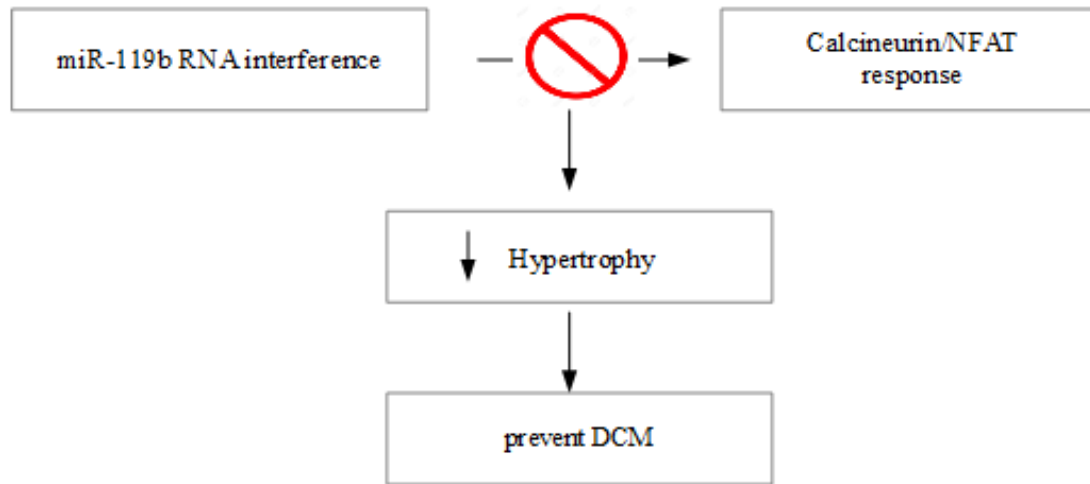 miR-119b RNA interference
Calcineurin/NFAT
response
Hypertrophy
prevent DCM